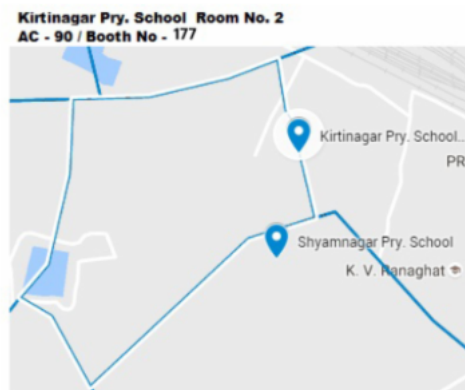 Kirtinagar Pry. School Room No. 2
AC - 90 / Booth No - 177
Kirtinagar Pry. School...
PR
Shyamnagar Pry. School
K. V. Ranaghat